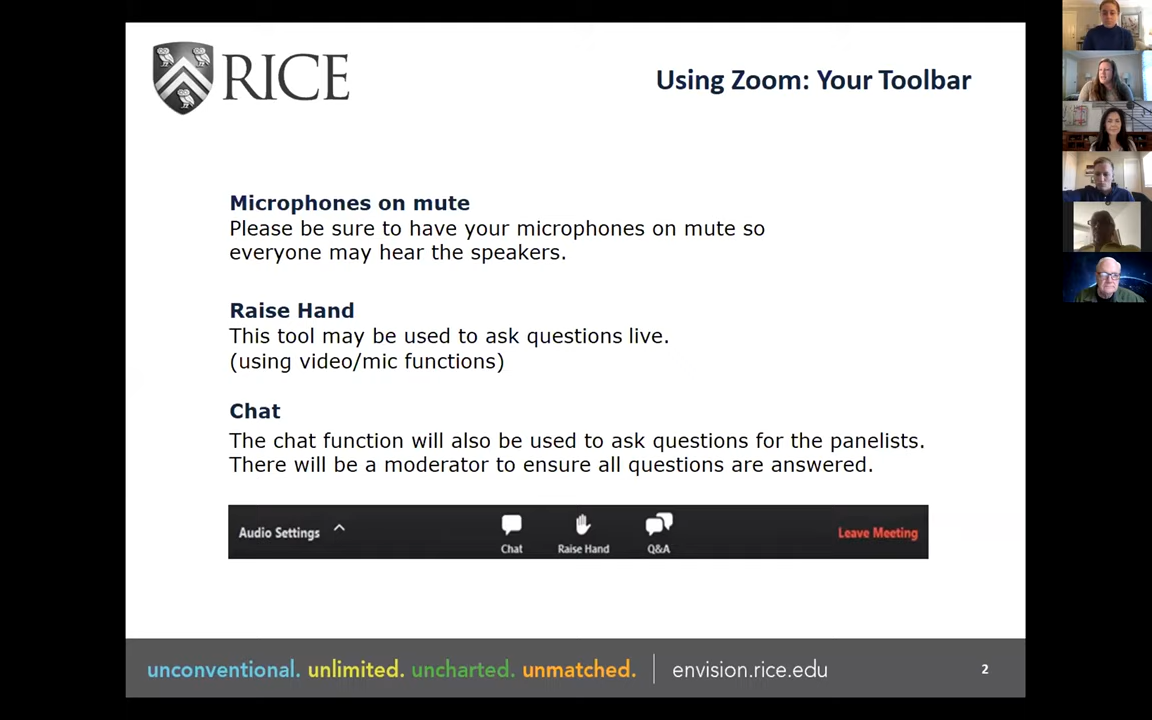 RICE
Using Zoom: Your Toolbar
Microphones on mute
Please be sure to have your microphones on mute so
everyone may hear the speakers.
Raise Hand
This tool may be used to ask questions live.
(using video/mic functions)
Chat
The chat function will also be used to ask questions for the panelists.
There will be a moderator to ensure all questions are answered.
Audio Settings
Chat
Raise Hand
Q&A
Leave Meeting
unconventional. unlimited. uncharted. unmatched. envision.rice.edu 2